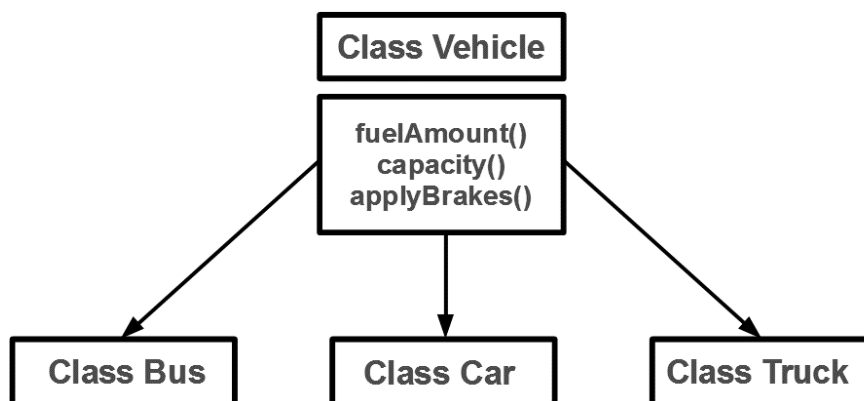 Class Vehicle
fuelAmount()
capacity()
applyBrakes()
Class Bus
Class Car
Class Truck